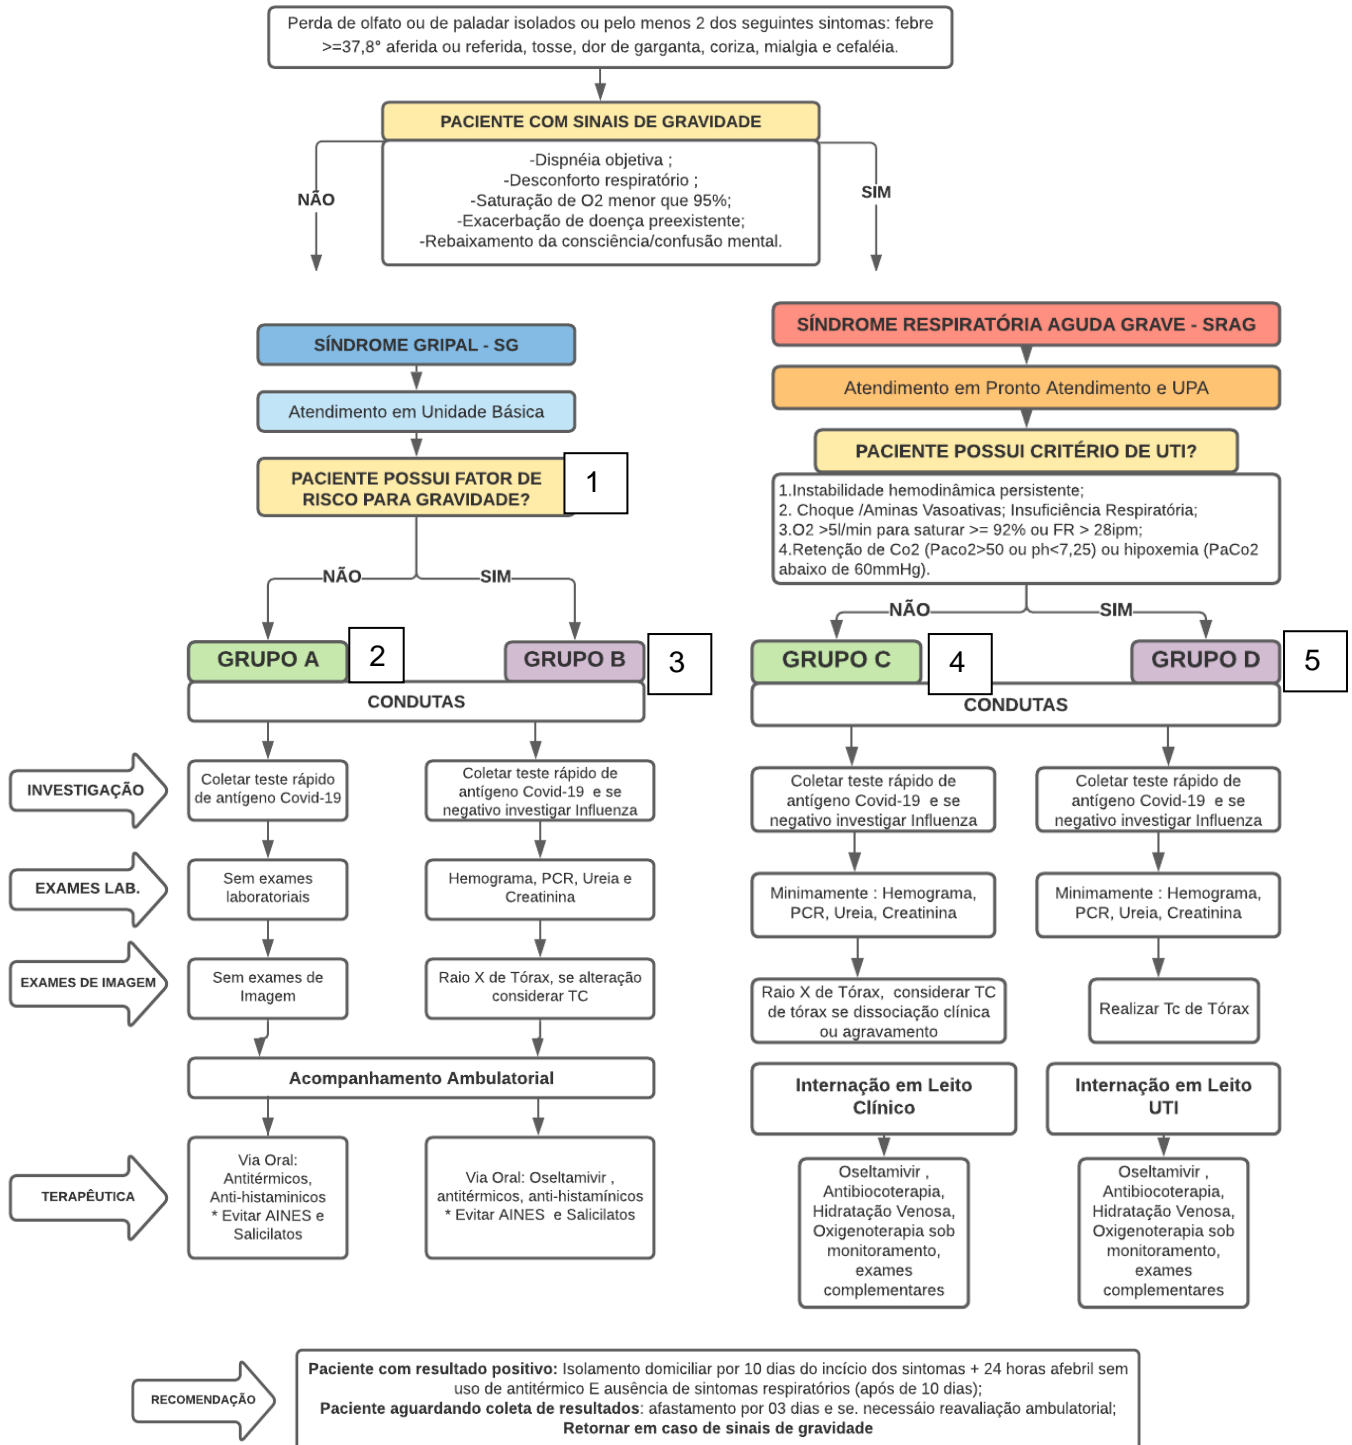 Perda de olfato ou de paladar isolados ou pelo menos 2 dos seguintes sintomas: febre
>=37,8° aferida ou referida, tosse, dor de garganta, coriza, mialgia e cefaléia.
PACIENTE COM SINAIS DE GRAVIDADE
-Dispnéia objetiva ;
-Desconforto respiratório ;
-Saturação de O2 menor que 95%;
-Exacerbação de doença preexistente;
-Rebaixamento da consciência/confusão mental.
NÃO
SIM
SÍNDROME GRIPAL - SG
Atendimento em Unidade Básica
PACIENTE POSSUI FATOR DE
RISCO PARA GRAVIDADE?
1
NÃO
SIM
SÍNDROME RESPIRATÓRIA AGUDA GRAVE - SRAG
Atendimento em Pronto Atendimento e UPA
PACIENTE POSSUI CRITÉRIO DE UTI?
1.Instabilidade hemodinâmica persistente;
2. Choque /Aminas Vasoativas; Insuficiência Respiratória;
3.O2 >5l/min para saturar >= 92% ou FR > 28ipm;
4.Retenção de Co2 (Paco2>50 ou ph<7,25) ou hipoxemia (PaCo2
abaixo de 60mmHg).
NÃO
SIM
GRUPO A
2
GRUPO B
3
CONDUTAS
GRUPO C
4
GRUPO D
5
CONDUTAS
INVESTIGAÇÃO
Coletar teste rápido
de antígeno Covid-19
Coletar teste rápido de
antígeno Covid-19 e se
negativo investigar Influenza
Coletar teste rápido de
antígeno Covid-19 e se
negativo investigar Influenza
Coletar teste rápido de
antígeno Covid-19 e se
negativo investigar Influenza
EXAMES LAB.
Sem exames
laboratoriais
Hemograma, PCR, Ureia e
Creatinina
Minimamente : Hemograma,
PCR, Ureia, Creatinina
Minimamente : Hemograma,
PCR, Ureia, Creatinina
EXAMES DE IMAGEM
Sem exames de
Imagem
Raio X de Tórax, se alteração
considerar TC
Raio X de Tórax, considerar TC
de tórax se dissociação clínica
ou agravamento
Realizar Tc de Tórax
Acompanhamento Ambulatorial
Internação em Leito
Clínico
Internação em Leito
UTI
TERAPÊUTICA
Via Oral:
Antitérmicos,
Anti-histaminicos
* Evitar AINES e
Salicilatos
Via Oral: Oseltamivir ,
antitérmicos, anti-histamínicos
* Evitar AINES e Salicilatos
Oseltamivir ,
Antibiocoterapia,
Hidratação Venosa,
Oxigenoterapia sob
monitoramento,
exames
complementares
Oseltamivir ,
Antibiocoterapia,
Hidratação Venosa,
Oxigenoterapia sob
monitoramento,
exames
complementares
RECOMENDAÇÃO
Paciente com resultado positivo: Isolamento domiciliar por 10 dias do incício dos sintomas + 24 horas afebril sem
uso de antitérmico E ausência de sintomas respiratórios (após de 10 dias);
Paciente aguardando coleta de resultados: afastamento por 03 dias e se. necessáio reavaliação ambulatorial;
Retornar em caso de sinais de gravidade